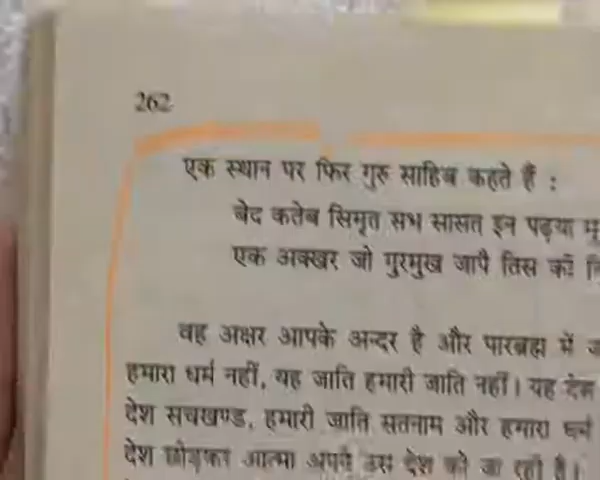 262
एक स्थान पर फिर गुरु साहिब कहते हैं :
बेद कतेब सिमृत सभ सासत इन पढ़या
एक अक्खर जो गुरमुख जापै तिस की
वह अक्षर आपके अन्दर है और पारब्रह्म में
हमारा धर्म नहीं, यह जाति हमारी जाति नहीं। यह देश
देश सचखण्ड, हमारी जाति सतनाम और हमारा धर्म
देश छोड़कर आत्मा अपने उस देश को जा रही है।